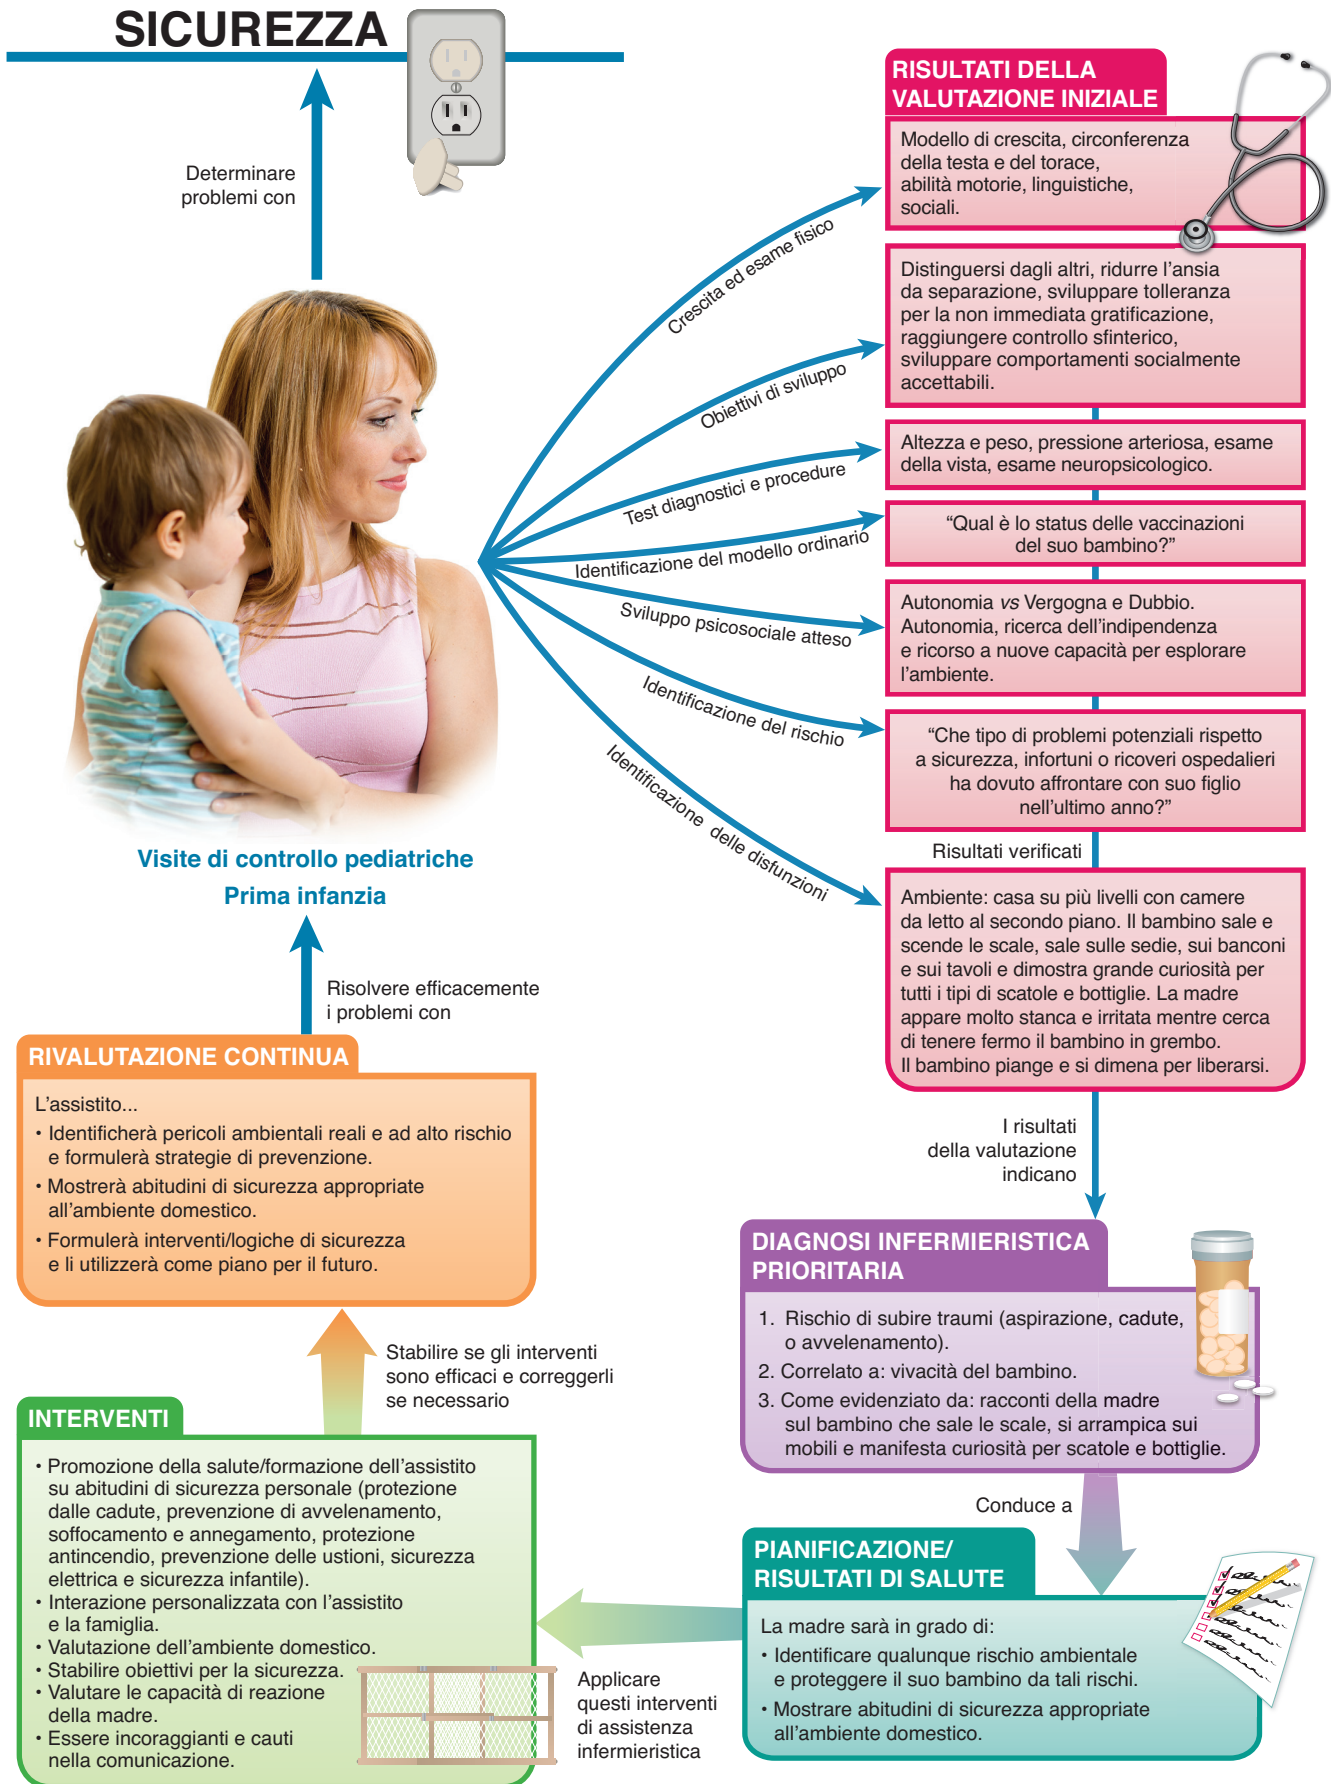 SICUREZZA
Determinare
problemi con
Visite di controllo pediatriche
Prima infanzia
Crescita ed esame fisico
Obiettivi di sviluppo
Test diagnostici e procedure
Identificazione del modello ordinario
Sviluppo psicosociale atteso
Identificazione del rischio
Identificazione delle disfunzioni
RISULTATI DELLA
VALUTAZIONE INIZIALE
Modello di crescita, circonferenza
della testa e del torace,
abilità motorie, linguistiche,
sociali.
Distinguersi dagli altri, ridurre l’ansia
da separazione, sviluppare tolleranza
per la non immediata gratificazione,
raggiungere controllo sfinterico,
sviluppare comportamenti socialmente
accettabili.
Altezza e peso, pressione arteriosa, esame
della vista, esame neuropsicologico.
“Qual è lo status delle vaccinazioni
del suo bambino?”
Autonomia vs Vergogna e Dubbio.
Autonomia, ricerca dell’indipendenza
e ricorso a nuove capacità per esplorare
l’ambiente.
“Che tipo di problemi potenziali rispetto
a sicurezza, infortuni o ricoveri ospedalieri
ha dovuto affrontare con suo figlio
nell’ultimo anno?”
Risultati verificati
Ambiente: casa su più livelli con camere
da letto al secondo piano. Il bambino sale e
scende le scale, sale sulle sedie, sui banconi
e sui tavoli e dimostra grande curiosità per
tutti i tipi di scatole e bottiglie. La madre
appare molto stanca e irritata mentre cerca
di tenere fermo il bambino in grembo.
Il bambino piange e si dimena per liberarsi.
I risultati
della valutazione
indicano
DIAGNOSI INFERMIERISTICA
PRIORITARIA
1. Rischio di subire traumi (aspirazione, cadute,
o avvelenamento).
2. Correlato a: vivacità del bambino.
3. Come evidenziato da: racconti della madre
sul bambino che sale le scale, si arrampica sui
mobili e manifesta curiosità per scatole e bottiglie.
Conduce a
PIANIFICAZIONE/
RISULTATI DI SALUTE
La madre sarà in grado di:
• Identificare qualunque rischio ambientale
e proteggere il suo bambino da tali rischi.
• Mostrare abitudini di sicurezza appropriate
all’ambiente domestico.
Applicare
questi interventi
di assistenza
infermieristica
INTERVENTI
• Promozione della salute/formazione dell’assistito
su abitudini di sicurezza personale (protezione
dalle cadute, prevenzione di avvelenamento,
soffocamento e annegamento, protezione
antincendio, prevenzione delle ustioni, sicurezza
elettrica e sicurezza infantile).
• Interazione personalizzata con l’assistito
e la famiglia.
• Valutazione dell’ambiente domestico.
• Stabilire obiettivi per la sicurezza.
• Valutare le capacità di reazione
della madre.
• Essere incoraggianti e cauti
nella comunicazione.
Stabilire se gli interventi
sono efficaci e correggerli
se necessario
RIVALUTAZIONE CONTINUA
L’assistito...
• Identificherà pericoli ambientali reali e ad alto rischio
e formulerà strategie di prevenzione.
• Mostrerà abitudini di sicurezza appropriate
all’ambiente domestico.
• Formulerà interventi/logiche di sicurezza
e li utilizzerà come piano per il futuro.
Risolvere efficacemente
i problemi con